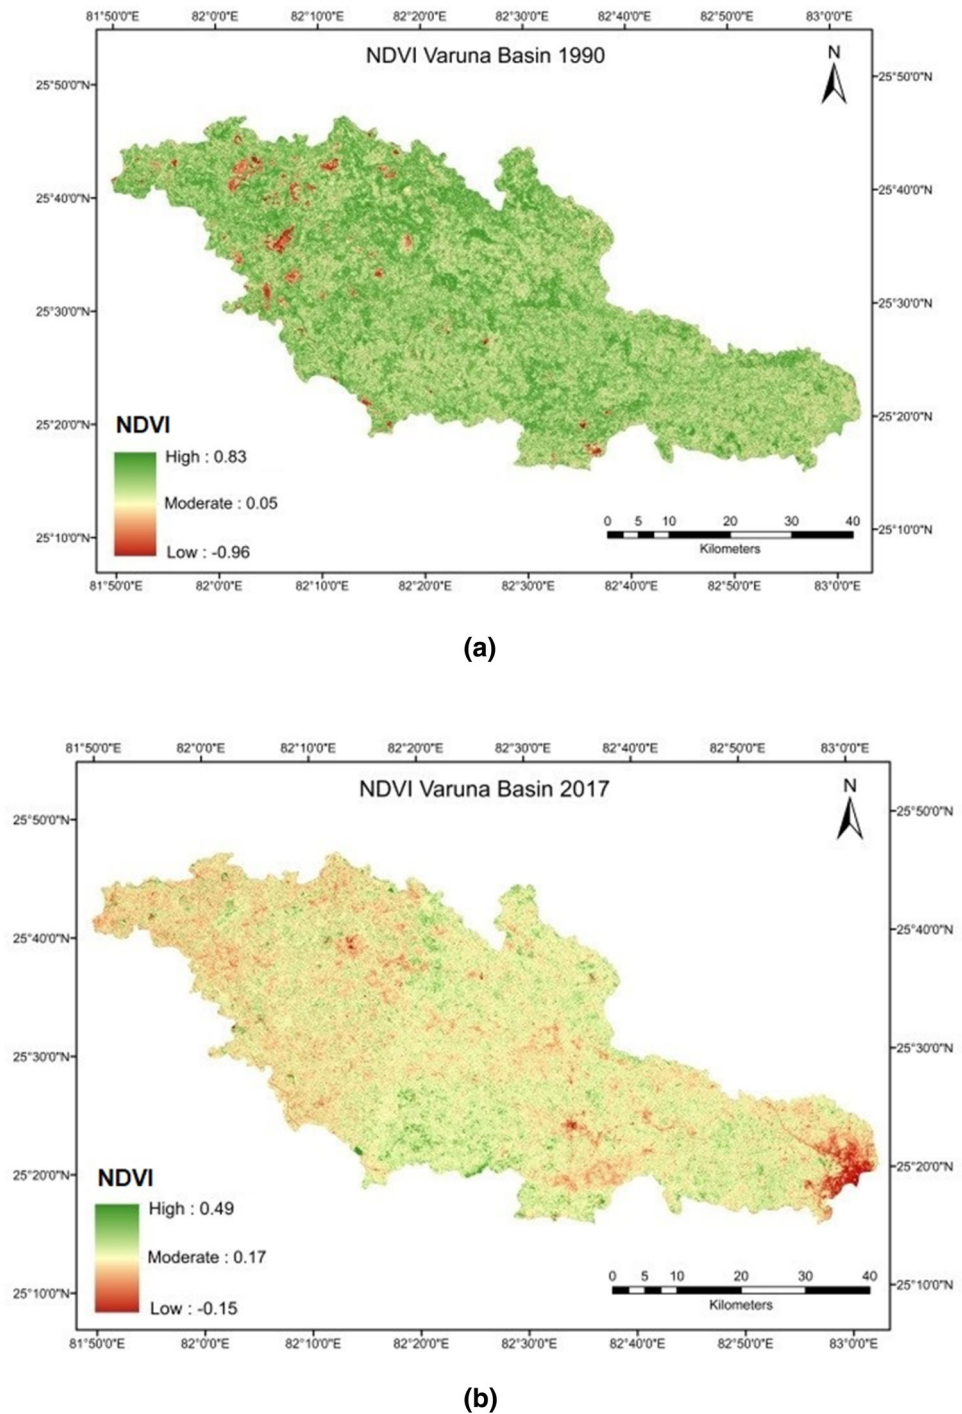 81°50'0"E 82°0'0"E 82°10'0"E 82°20'0"E 82°30'0"E 82°40'0"E 82°50'0"E 83°0'0"E
NDVI Varuna Basin 1990
N
25°50'0"N 25°50'0"N
25°40'0"N 25°40'0"N
25°30'0"N 25°30'0"N
25°20'0"N 25°20'0"N
NDVI
High : 0.83
Moderate : 0.05
Low : -0.96
0 5 10 20 30 40
Kilometers
25°10'0"N 25°10'0"N
81°50'0"E 82°0'0"E 82°10'0"E 82°20'0"E 82°30'0"E 82°40'0"E 82°50'0"E 83°0'0"E
(a)
81°50'0"E 82°0'0"E 82°10'0"E 82°20'0"E 82°30'0"E 82°40'0"E 82°50'0"E 83°0'0"E
NDVI Varuna Basin 2017
N
25°50'0"N 25°50'0"N
25°40'0"N 25°40'0"N
25°30'0"N 25°30'0"N
25°20'0"N 25°20'0"N
NDVI
High : 0.49
Moderate : 0.17
Low : -0.15
0 5 10 20 30 40
Kilometers
25°10'0"N 25°10'0"N
81°50'0"E 82°0'0"E 82°10'0"E 82°20'0"E 82°30'0"E 82°40'0"E 82°50'0"E 83°0'0"E
(b)